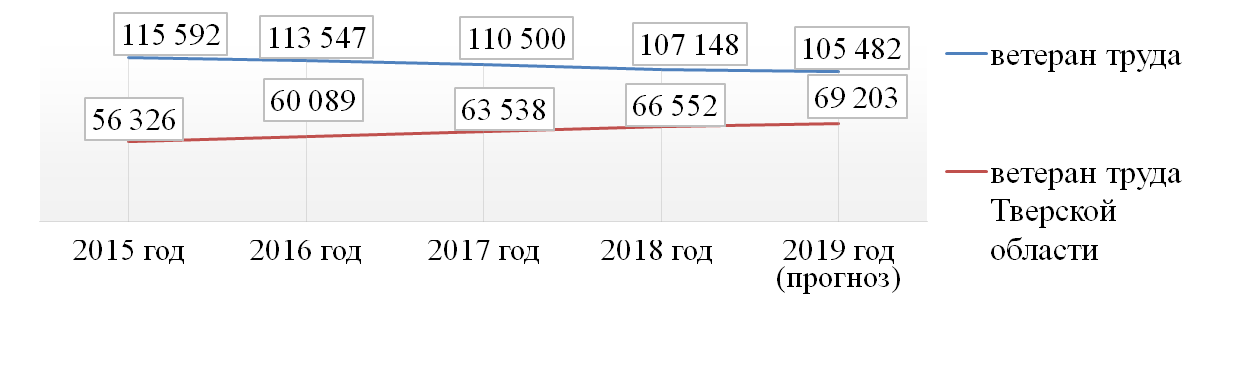 115 592
113 547
110 500
107 148
105 482
56 326
60 089
63 538
66 552
69 203
2015 год
2016 год
2017 год
2018 год
2019 год
(прогноз)
ветеран труда
ветеран труда
Тверской
области